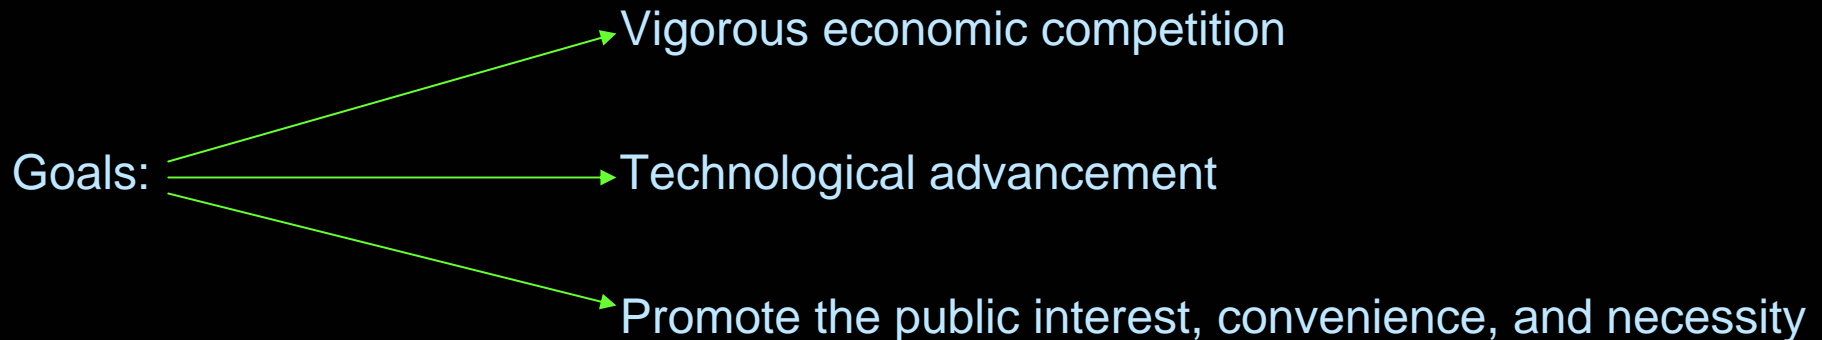 Vigorous economic competition
Goals:
Technological advancement
Promote the public interest, convenience, and necessity